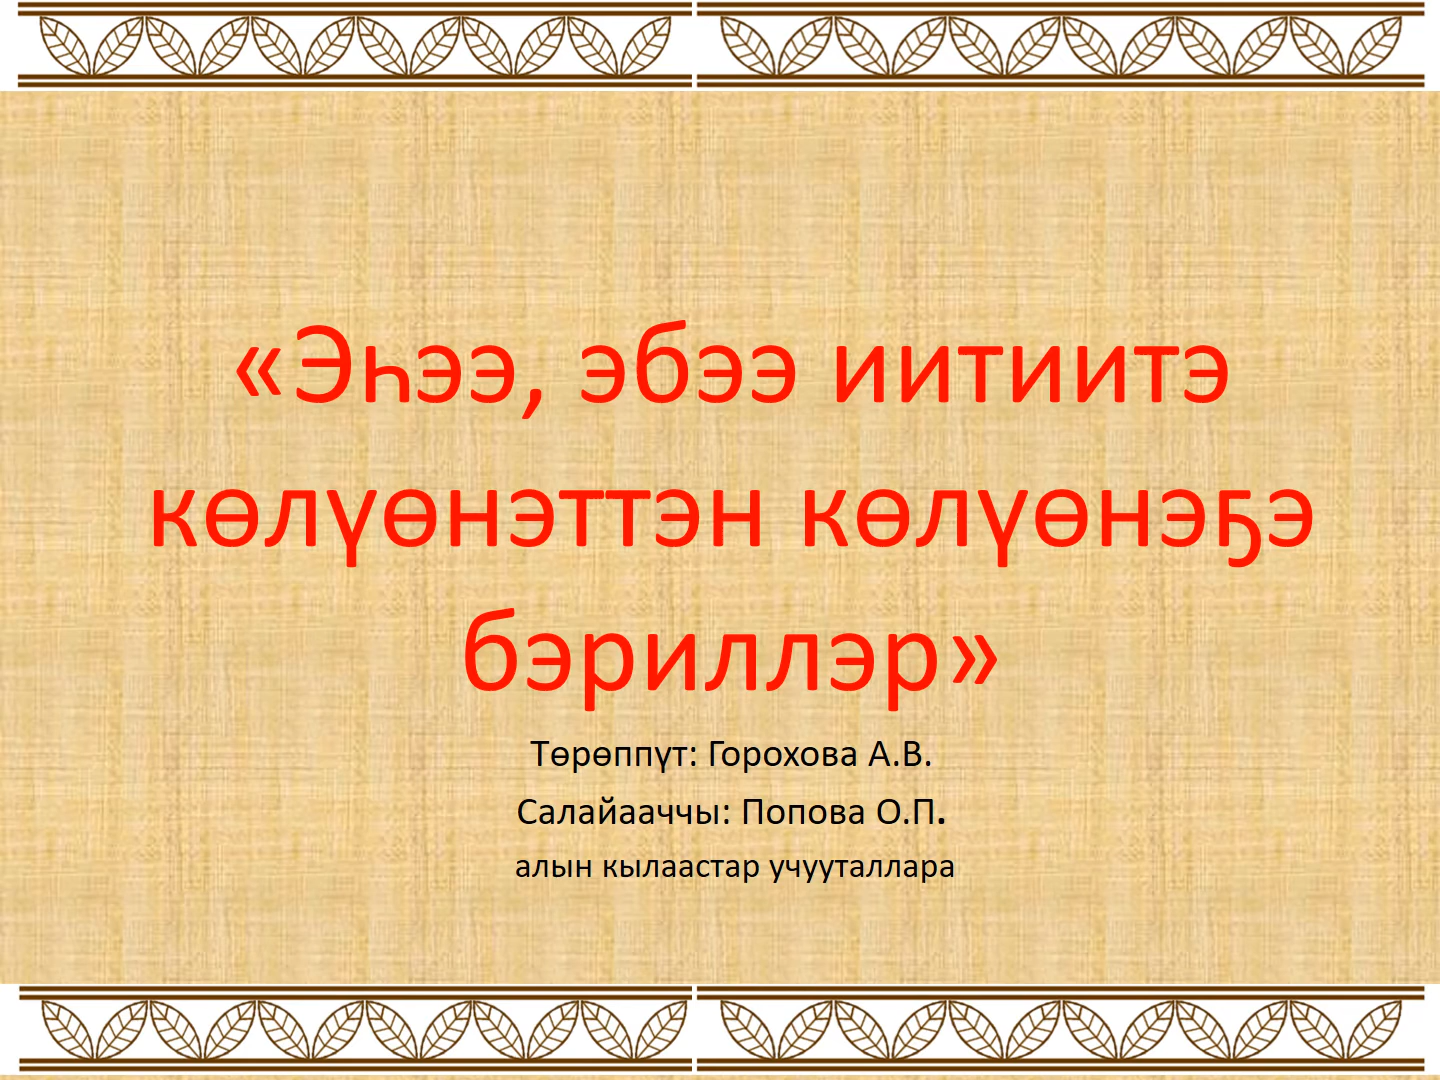 «Эһээ, эбээ иитиитэ
көлүөнэттэн көлүөнэҕэ
бэриллэр»
Төрөппүт: Горохова А.В.
Салайааччы: Попова О.П.
алын кылаастар учууталлара